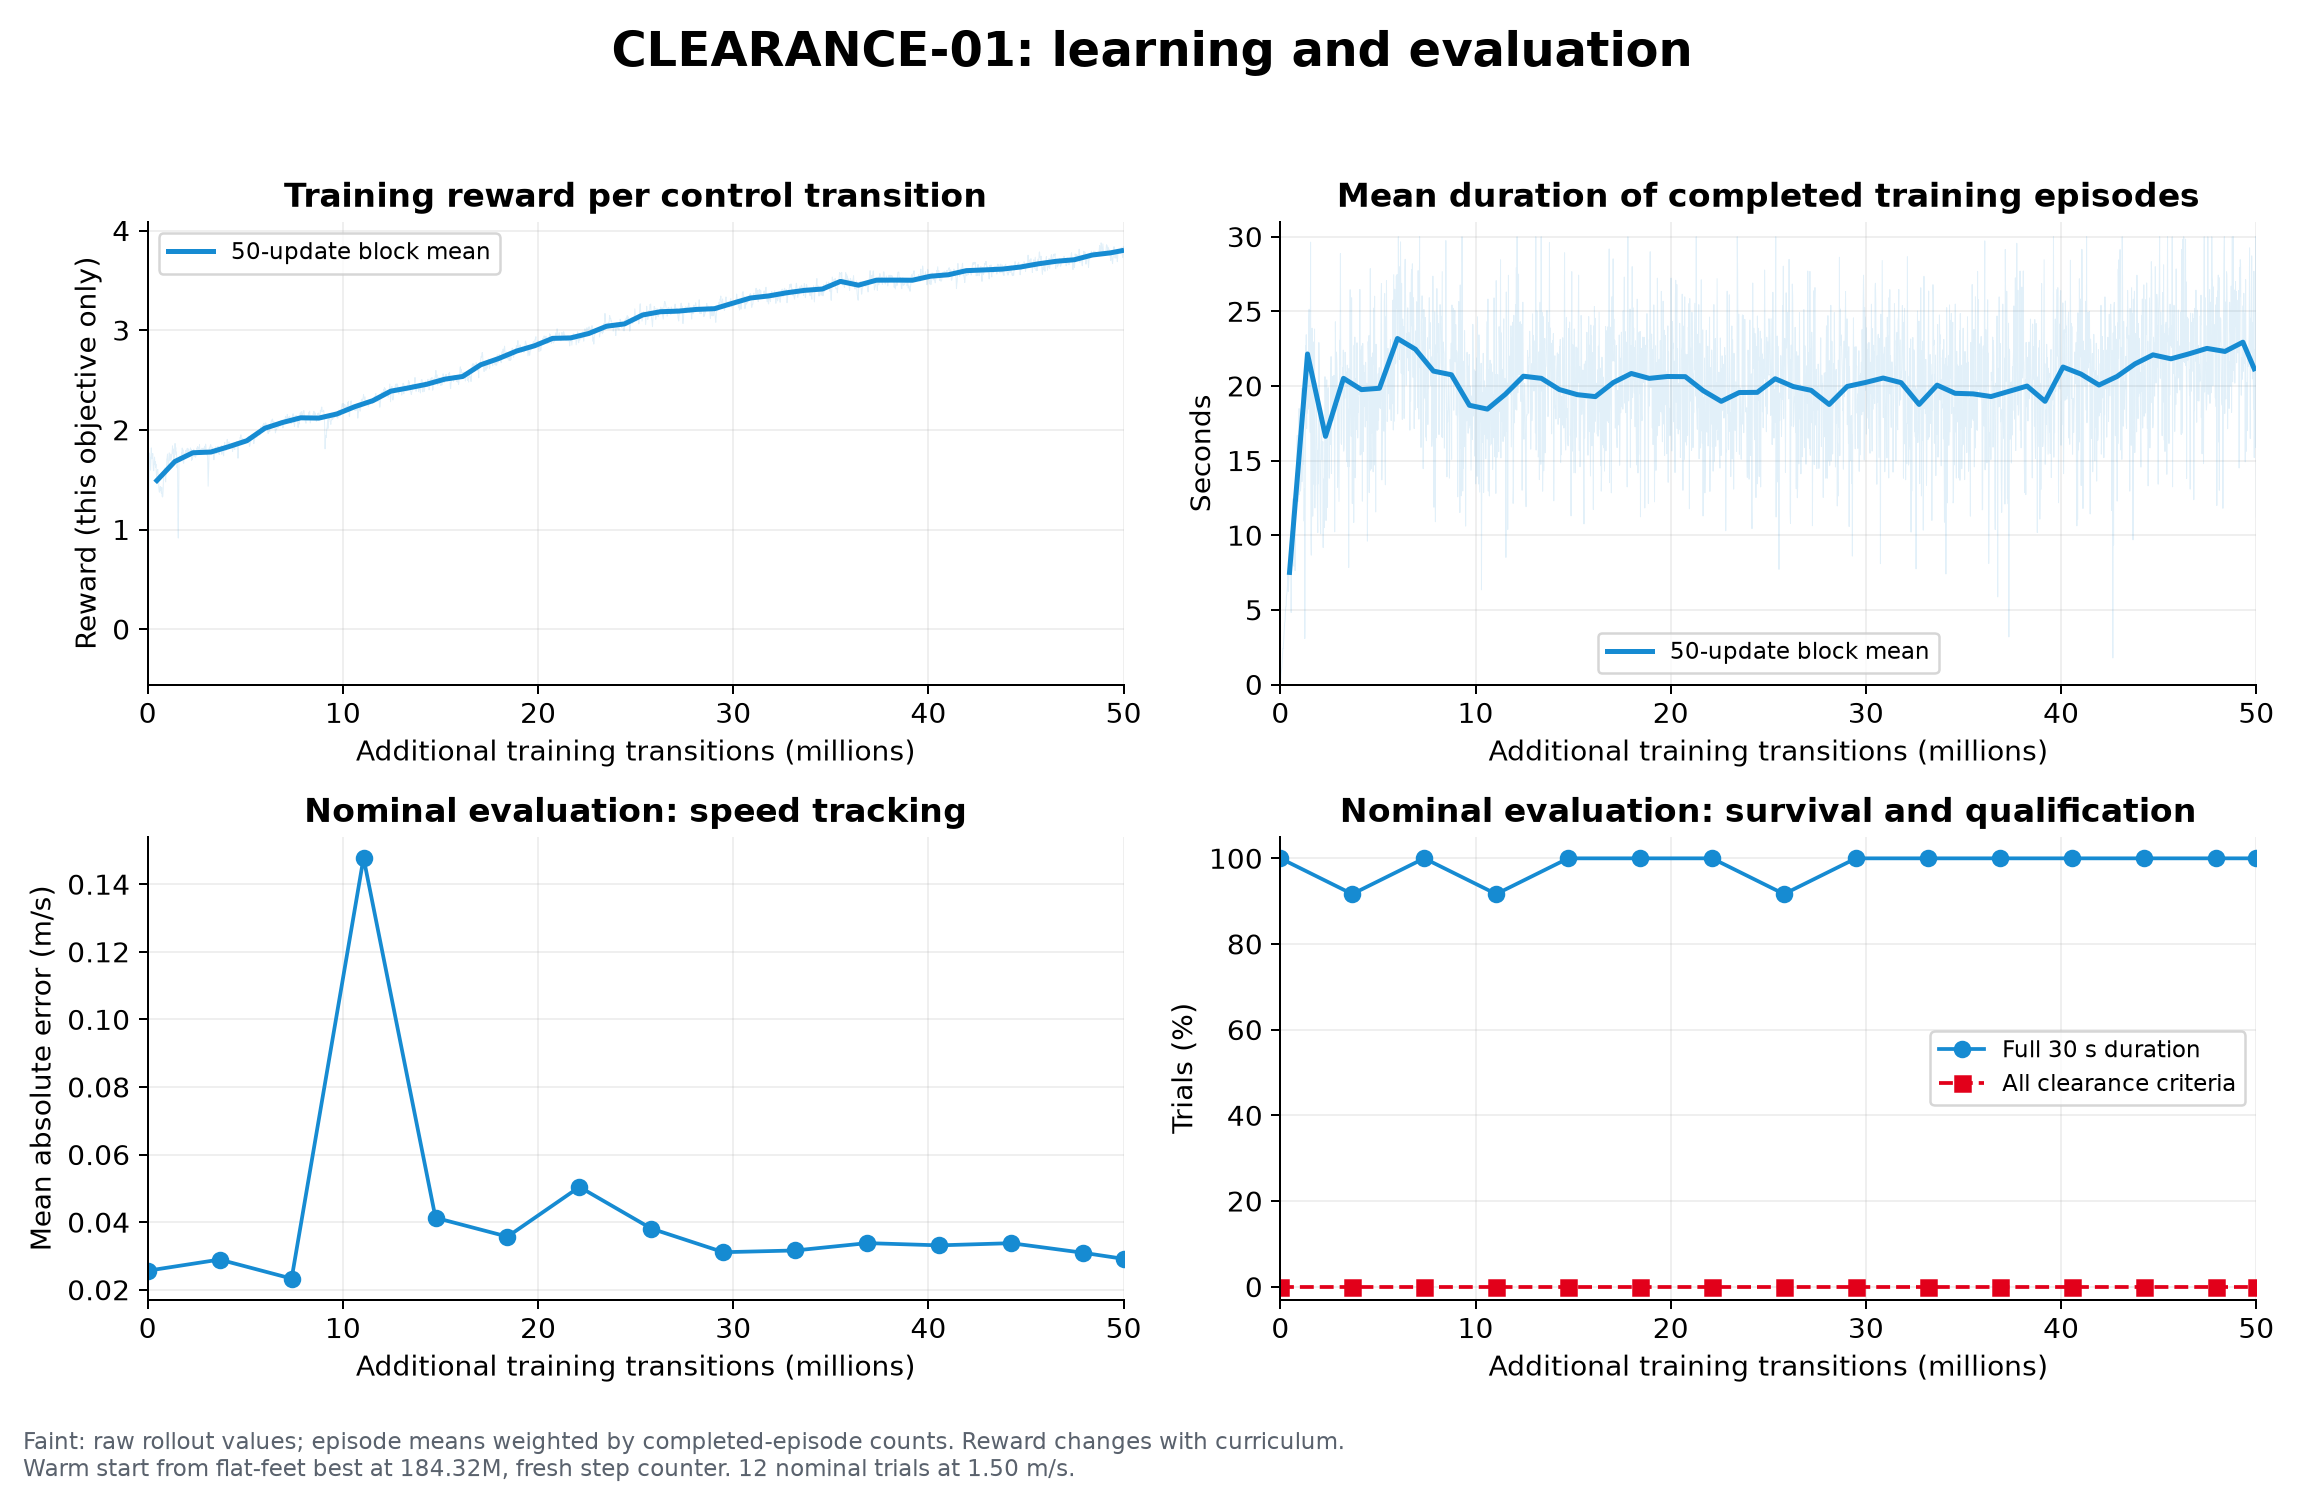 CLEARANCE-01: learning and evaluation
Training reward per control transition
Reward (this objective only)
4
3
2
1
0
50-update block mean
0 10 20 30 40 50
Additional training transitions (millions)
Mean duration of completed training episodes
Seconds
30
25
20
15
10
5
0
50-update block mean
0 10 20 30 40 50
Additional training transitions (millions)
Nominal evaluation: speed tracking
Mean absolute error (m/s)
0.14
0.12
0.10
0.08
0.06
0.04
0.02
0 10 20 30 40 50
Additional training transitions (millions)
Nominal evaluation: survival and qualification
Trials (%)
100
80
60
40
20
0
Full 30 s duration
All clearance criteria
0 10 20 30 40 50
Additional training transitions (millions)
Faint: raw rollout values; episode means weighted by completed-episode counts. Reward changes with curriculum.
Warm start from flat-feet best at 184.32M, fresh step counter. 12 nominal trials at 1.50 m/s.